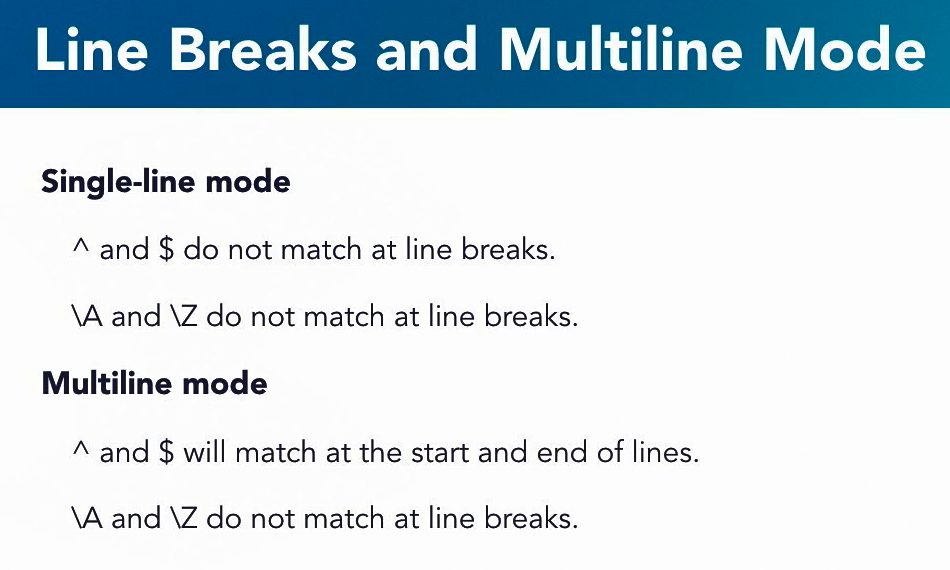 Line Breaks and Multiline Mode
Single-line mode
^ and $ do not match at line breaks.
\A and \Z do not match at line breaks.
Multiline mode
^ and $ will match at the start and end of lines.
\A and \Z do not match at line breaks.